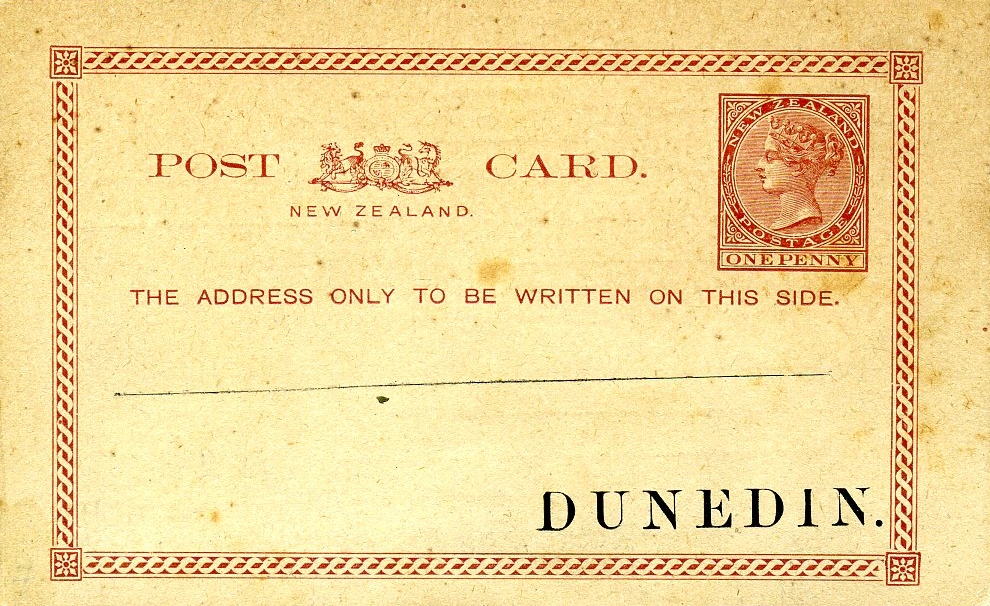 POST CARD.
NEW ZEALAND.
NEW ZEALAND
POSTAGE
ONE PENNY
THE ADDRESS ONLY TO BE WRITTEN ON THIS SIDE.
DUNEDIN.